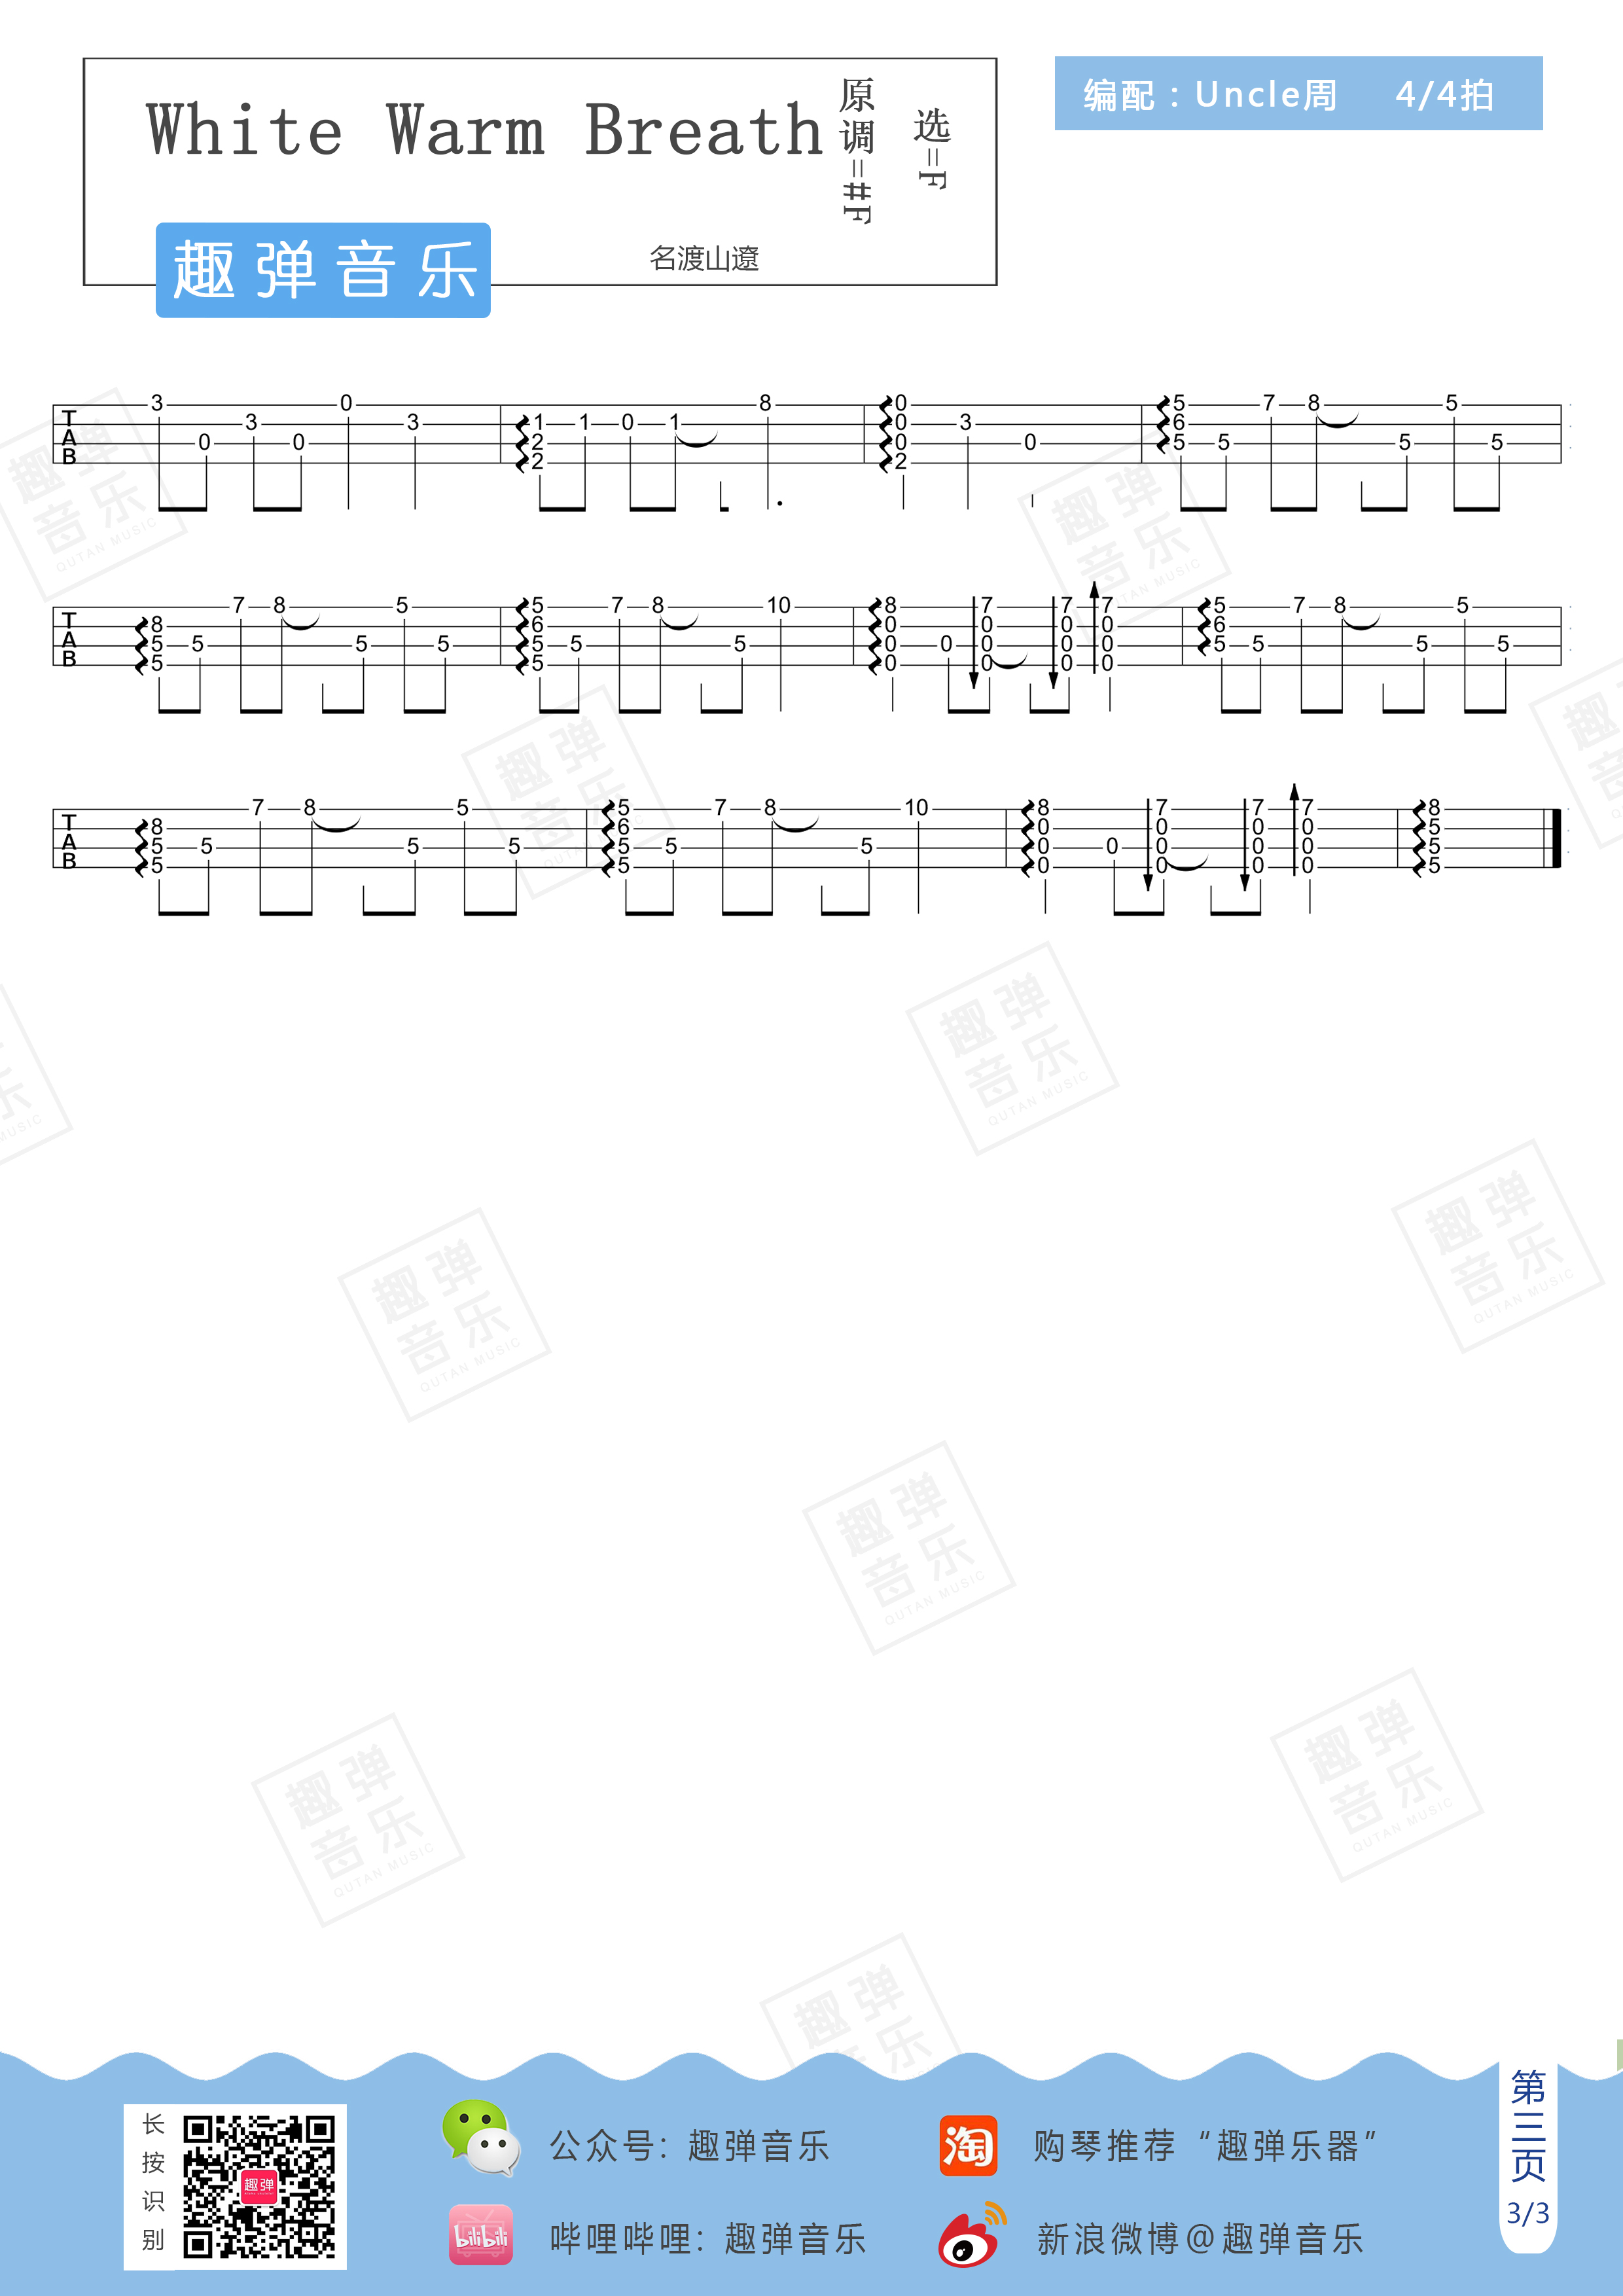 White Warm Breath
原调=#F
选=F
编配：Uncle周 4/4拍
趣弹音乐
名渡山遼
T A B
3 0 3 0 0 3 1 2 2 1 0 1 8 0 0 0 2 3 0 5 6 5 5 7 8 5 5 5
T A B
8 5 5 5 7 8 5 5 5 5 6 5 5 5 7 8 5 10 8 0 0 0 0 7 0 0 0 7 0 0 0 7 0 0 0 5 6 5 5 7 8 5 5 5
T A B
8 5 5 5 7 8 5 5 5 5 6 5 5 5 7 8 5 10 8 0 0 0 0 7 0 0 0 7 0 0 0 7 0 0 0 8 5 5 5
趣弹音乐
QUTAN MUSIC
长按识别
趣弹
公众号：趣弹音乐
淘
购琴推荐“趣弹乐器”
bilibili
哔哩哔哩：趣弹音乐
新浪微博@趣弹音乐
第三页
3/3